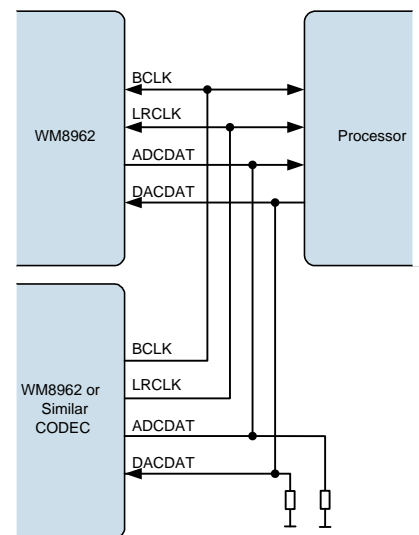 BCLK
LRCLK
WM8962
Processor
ADCDAT
DACDAT
BCLK
WM8962 or
Similar
CODEC
LRCLK
ADCDAT
DACDAT